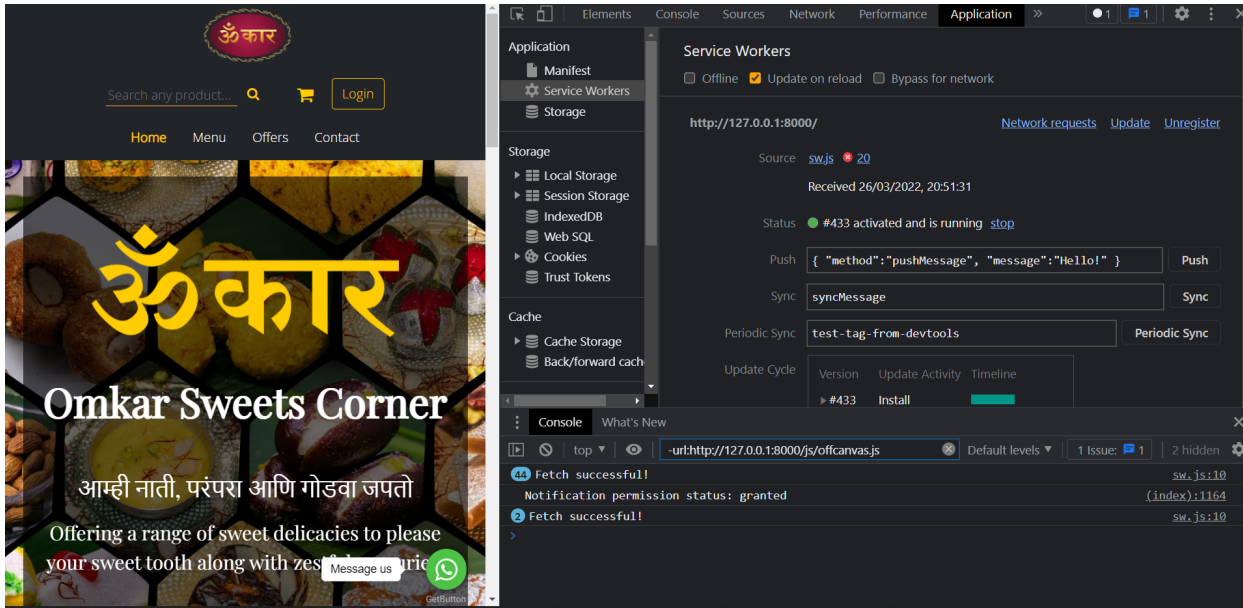 ॐकार
Search any product...
Login
Home Menu Offers Contact
ॐकार
Omkar Sweets Corner
आम्ही नाती, परंपरा आणि गोडवा जपतो
Offering a range of sweet delicacies to please
your sweet tooth along with
Message us
GetButton
Elements Console Sources Network Performance Application » 1 1
Application
Manifest
Service Workers
Storage
Storage
Local Storage
Session Storage
IndexedDB
Web SQL
Cookies
Trust Tokens
Cache
Cache Storage
Back/forward cach
Service Workers
Offline Update on reload Bypass for network
http://127.0.0.1:8000/ Network requests Update Unregister
Source sw.js 20
Received 26/03/2022, 20:51:31
Status #433 activated and is running stop
Push { "method":"pushMessage", "message":"Hello!" } Push
Sync syncMessage Sync
Periodic Sync test-tag-from-devtools Periodic Sync
Update Cycle Version Update Activity Timeline
#433 Install
Console What's New
top -url:http://127.0.0.1:8000/js/offcanvas.js Default levels 1 Issue: 1 2 hidden
44 Fetch successful! sw.js:10
Notification permission status: granted (index):1164
2 Fetch successful! sw.js:10